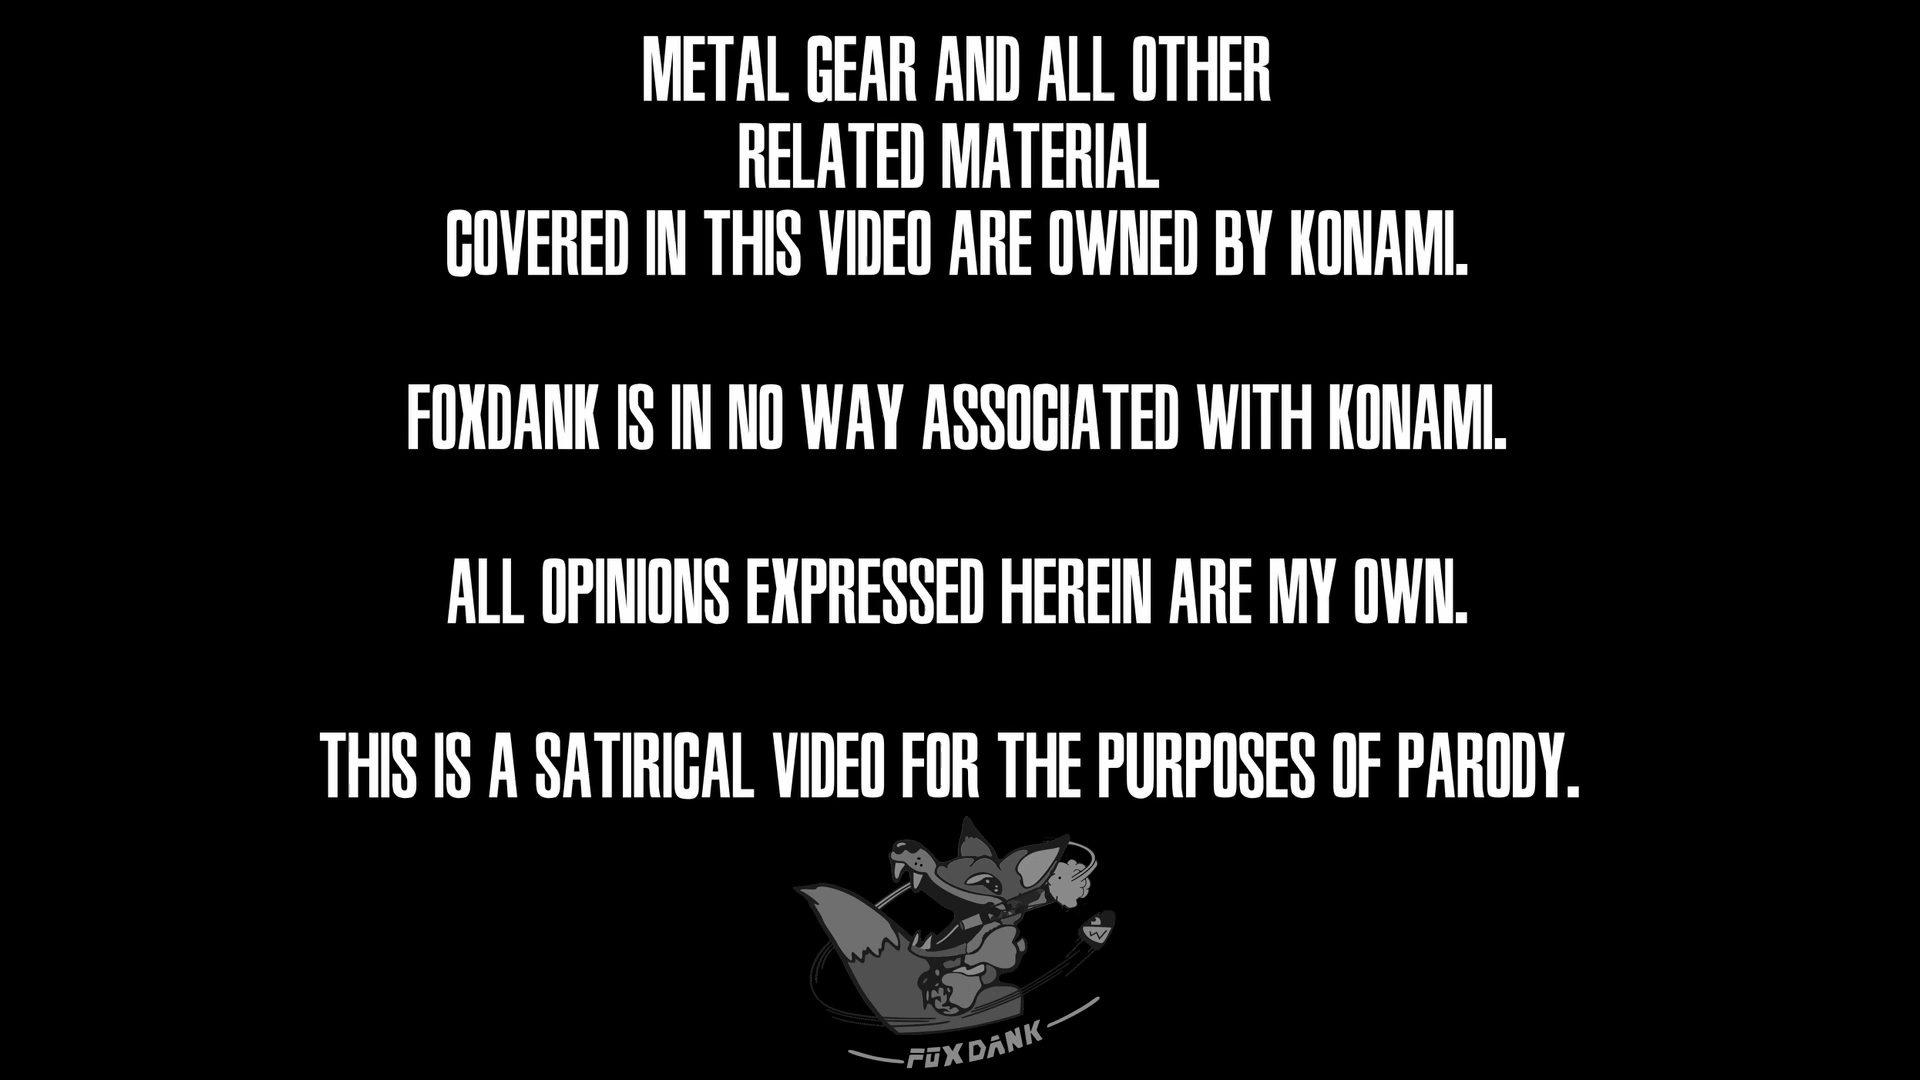 METAL GEAR AND ALL OTHER
RELATED MATERIAL
COVERED IN THIS VIDEO ARE OWNED BY KONAMI.
FOXDANK IS IN NO WAY ASSOCIATED WITH KONAMI.
ALL OPINIONS EXPRESSED HEREIN ARE MY OWN.
THIS IS A SATIRICAL VIDEO FOR THE PURPOSES OF PARODY.
FOXDANK